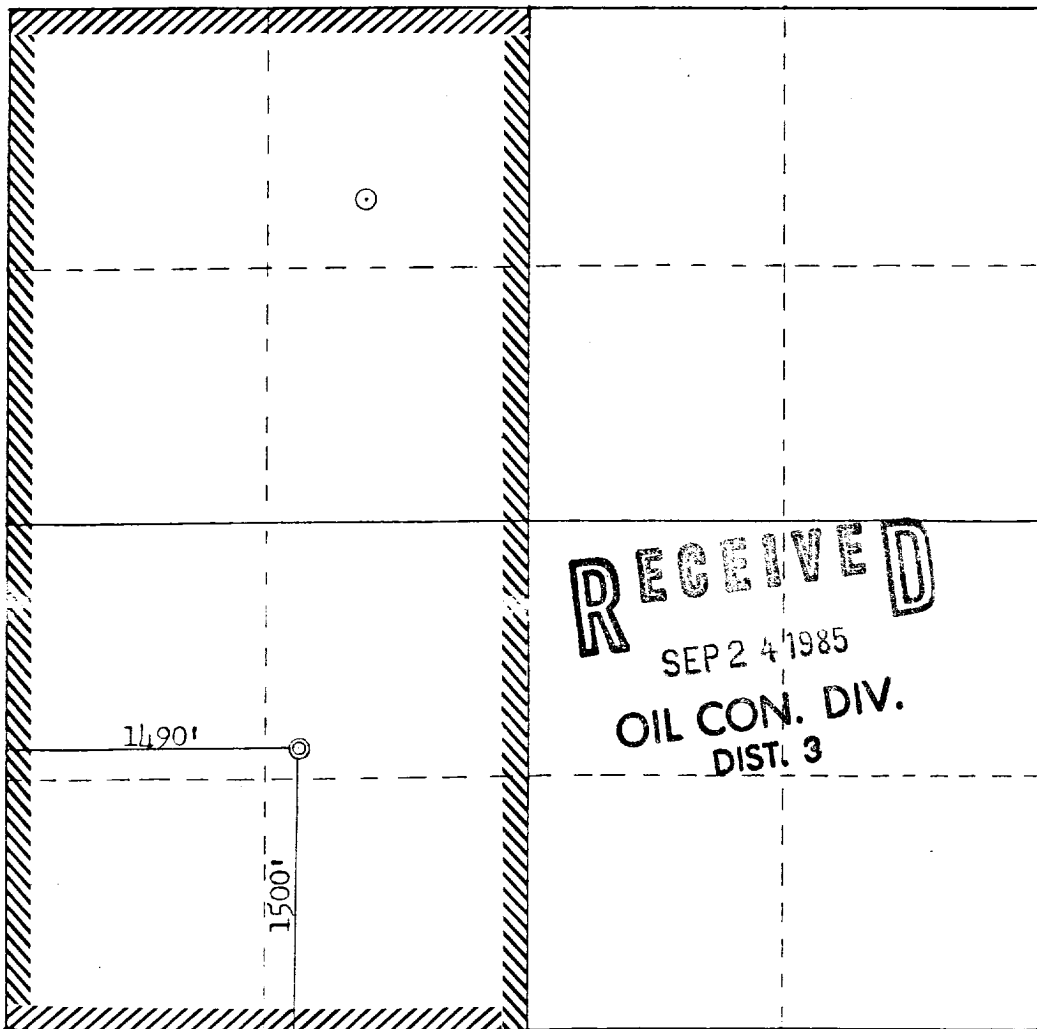 RECEIVED
SEP 24 1985
OIL CON. DIV.
DIST. 3
1490'
1500'